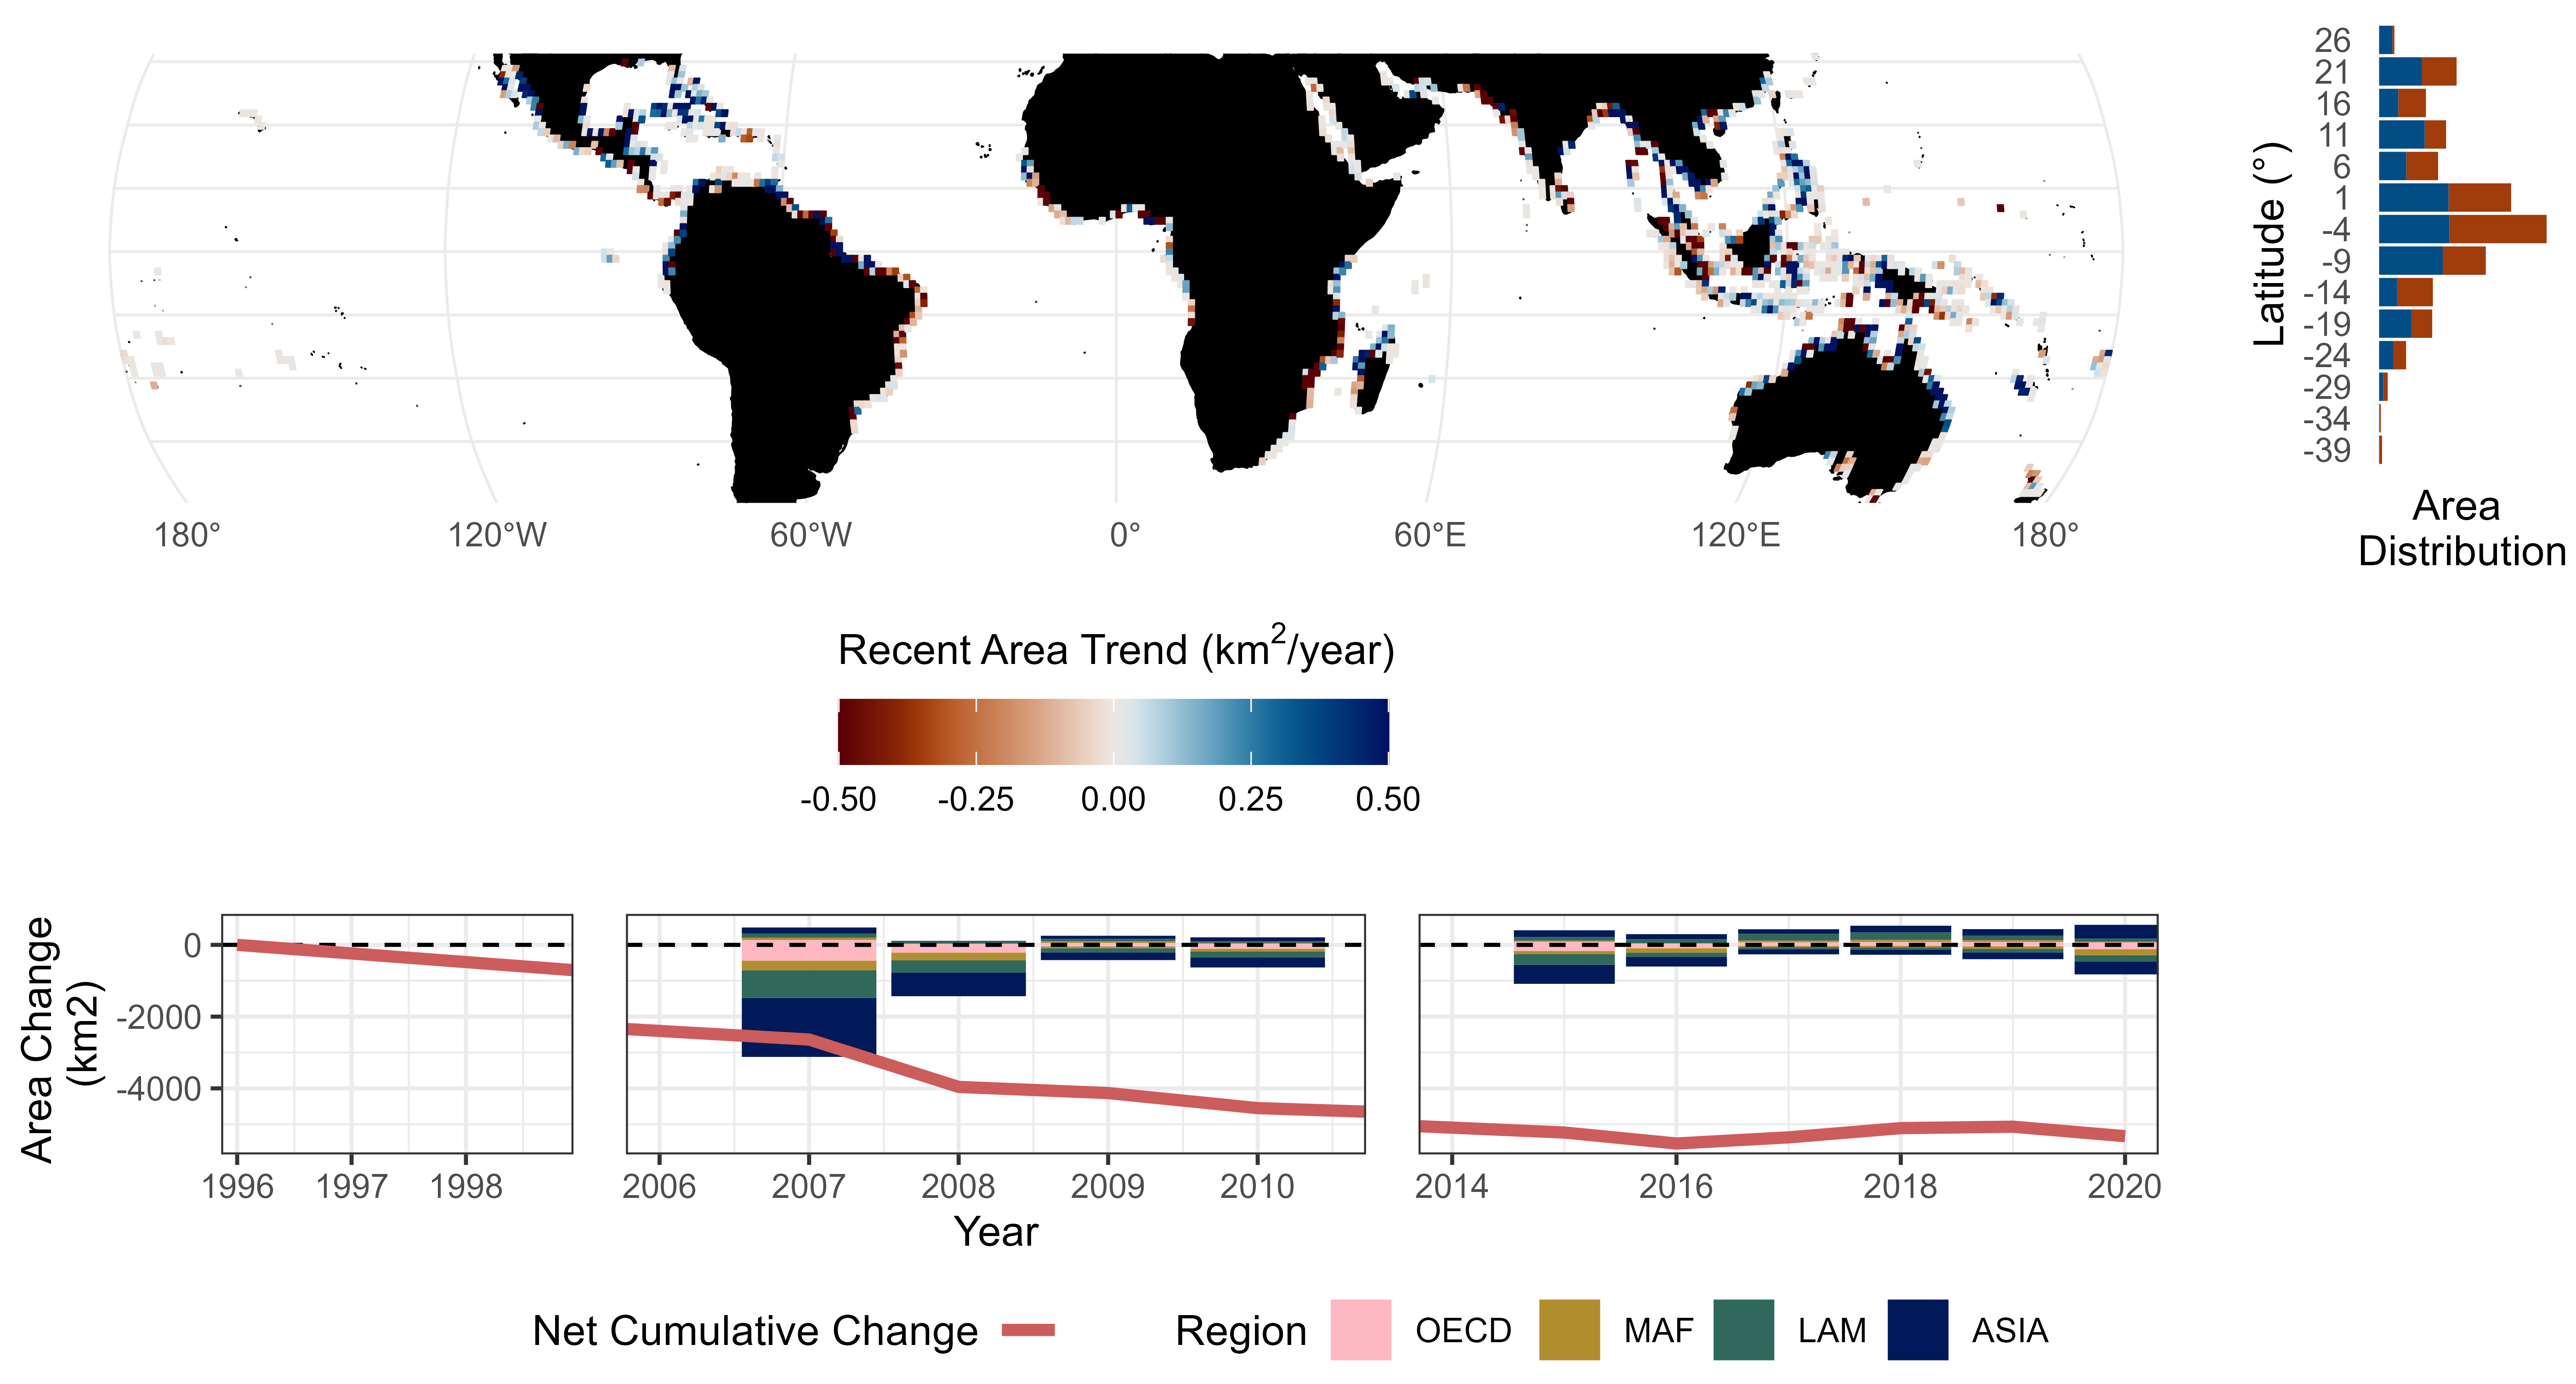 26
21
16
11
6
1
-4
-9
-14
-19
-24
-29
-34
-39
Latitude (°)
Area
Distribution
180°
120°W
60°W
0°
60°E
120°E
180°
Recent Area Trend (km²/year)
-0.50
-0.25
0.00
0.25
0.50
Area Change
(km2)
0
-2000
-4000
1996
1997
1998
2006
2007
2008
2009
2010
2014
2016
2018
2020
Year
Net Cumulative Change
Region
OECD
MAF
LAM
ASIA